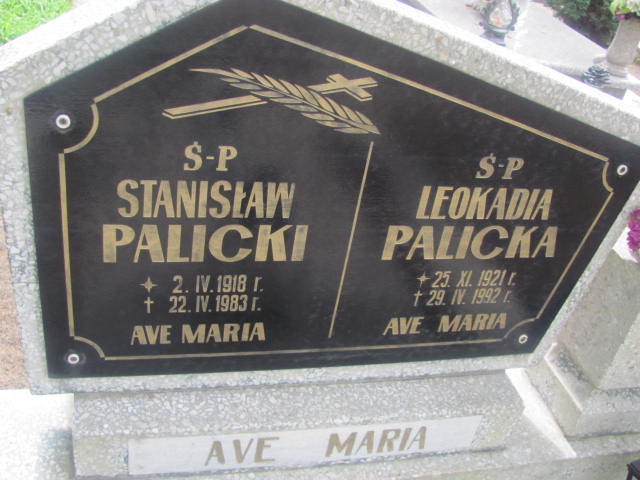 Ś-P
STANISŁAW
PALICKI
* 2. IV. 1918 r.
† 22. IV. 1983 r.
AVE MARIA
Ś-P
LEOKADIA
PALICKA
* 25. XI. 1921 r.
† 29. IV. 1992 r.
AVE MARIA
AVE MARIA